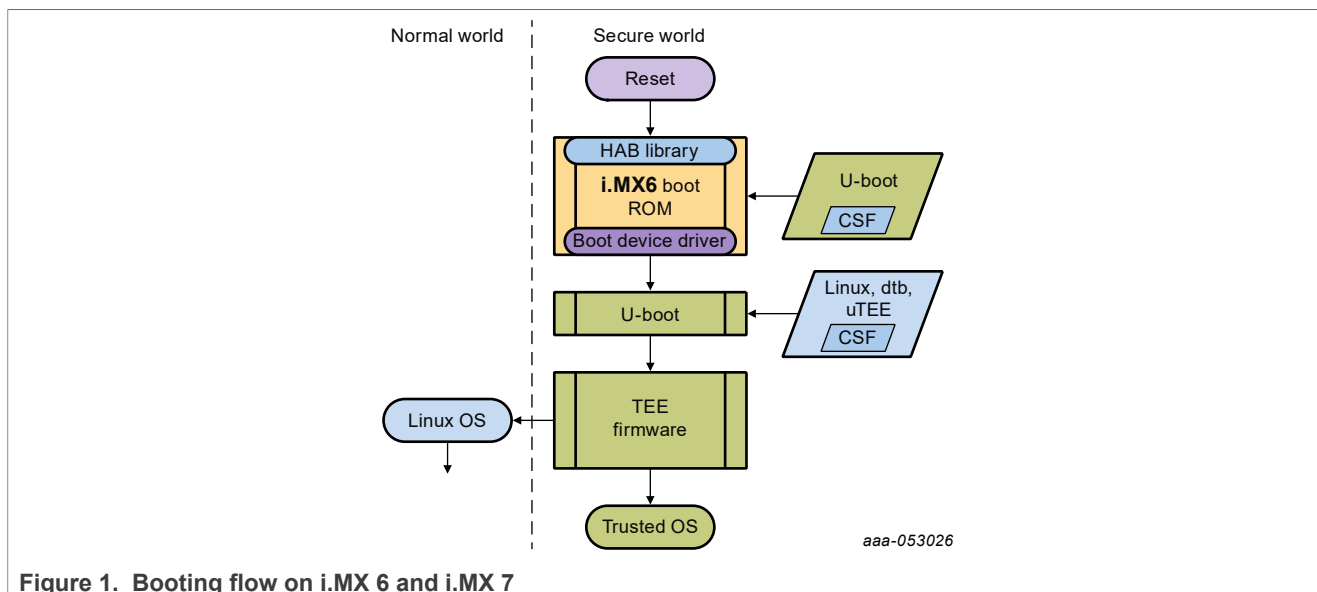 Normal world
Secure world
Reset
HAB library
i.MX6 boot
ROM
Boot device driver
U-boot
CSF
U-boot
Linux, dtb,
uTEE
CSF
TEE
firmware
Linux OS
Trusted OS
aaa-053026
Figure 1. Booting flow on i.MX 6 and i.MX 7